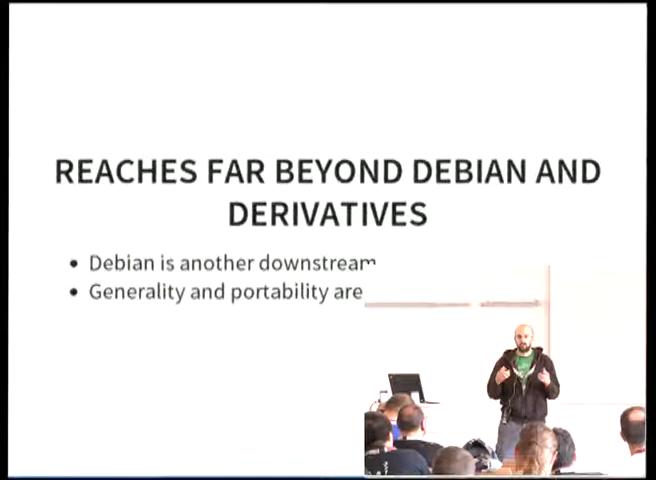 REACHES FAR BEYOND DEBIAN AND
DERIVATIVES
Debian is another downstream
Generality and portability are